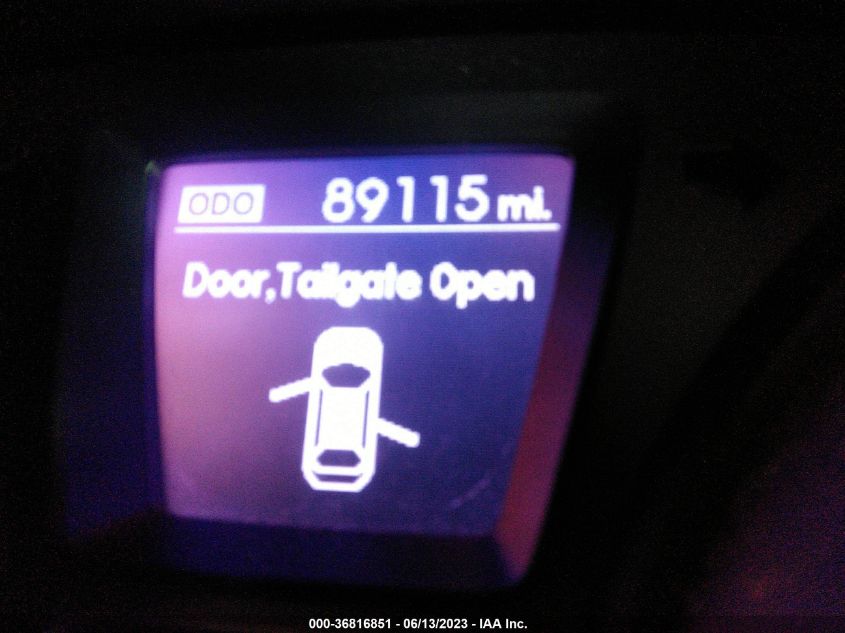 ODO 89115 mi.
Door,Tailgate Open
000-36816851 - 06/13/2023 - IAA Inc.